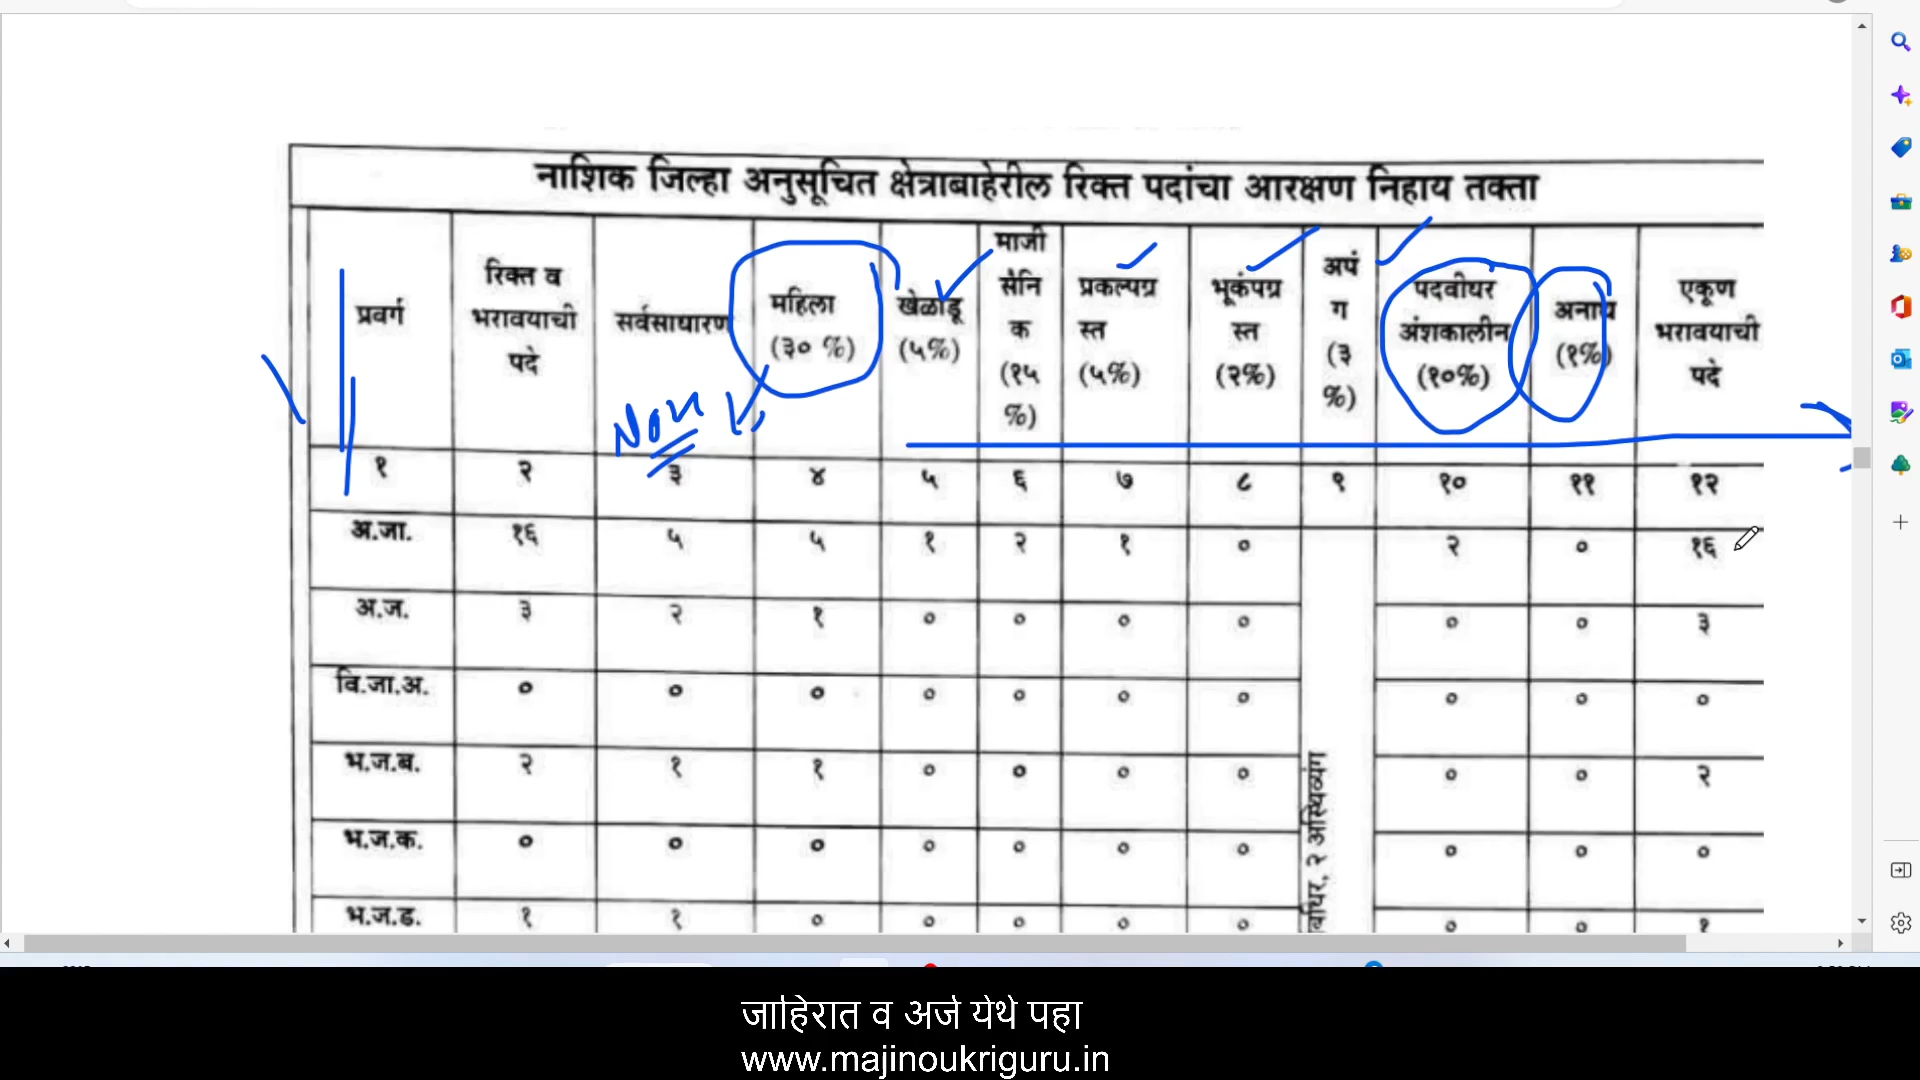 नाशिक जिल्हा अनुसूचित क्षेत्राबाहेरील रिक्त पदांचा आरक्षण निहाय तक्ता
प्रवर्ग
रिक्त व
भरावयाची
पदे
सर्वसाधारण
महिला
(३० %)
खेळाडू
(५%)
माजी
सैनि
क
(१५
%)
प्रकल्पग्र
स्त
(५%)
भूकंपग्र
स्त
(२%)
अपं
ग
(३
%)
पदवीधर
अंशकालीन
(१०%)
अनाथ
(१%)
एकूण
भरावयाची
पदे
Non
१ २ ३ ४ ५ ६ ७ ८ ९ १० ११ १२
अ.जा. १६ ५ ५ १ २ १ ० २ ० १६
अ.ज. ३ २ १ ० ० ० ० ० ० ३
वि.जा.अ. ० ० ० ० ० ० ० ० ० ०
भ.ज.ब. २ १ १ ० ० ० ० ० ० २
भ.ज.क. ० ० ० ० ० ० ० ० ० ०
भ.ज.ड. १ १ ० ० ० ० ० ० ० १
२ अस्थिव्यंग
जाहिरात व अर्ज येथे पहा
www.majinoukriguru.in